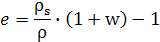 e = ρₛ/ρ · (1 + w) − 1